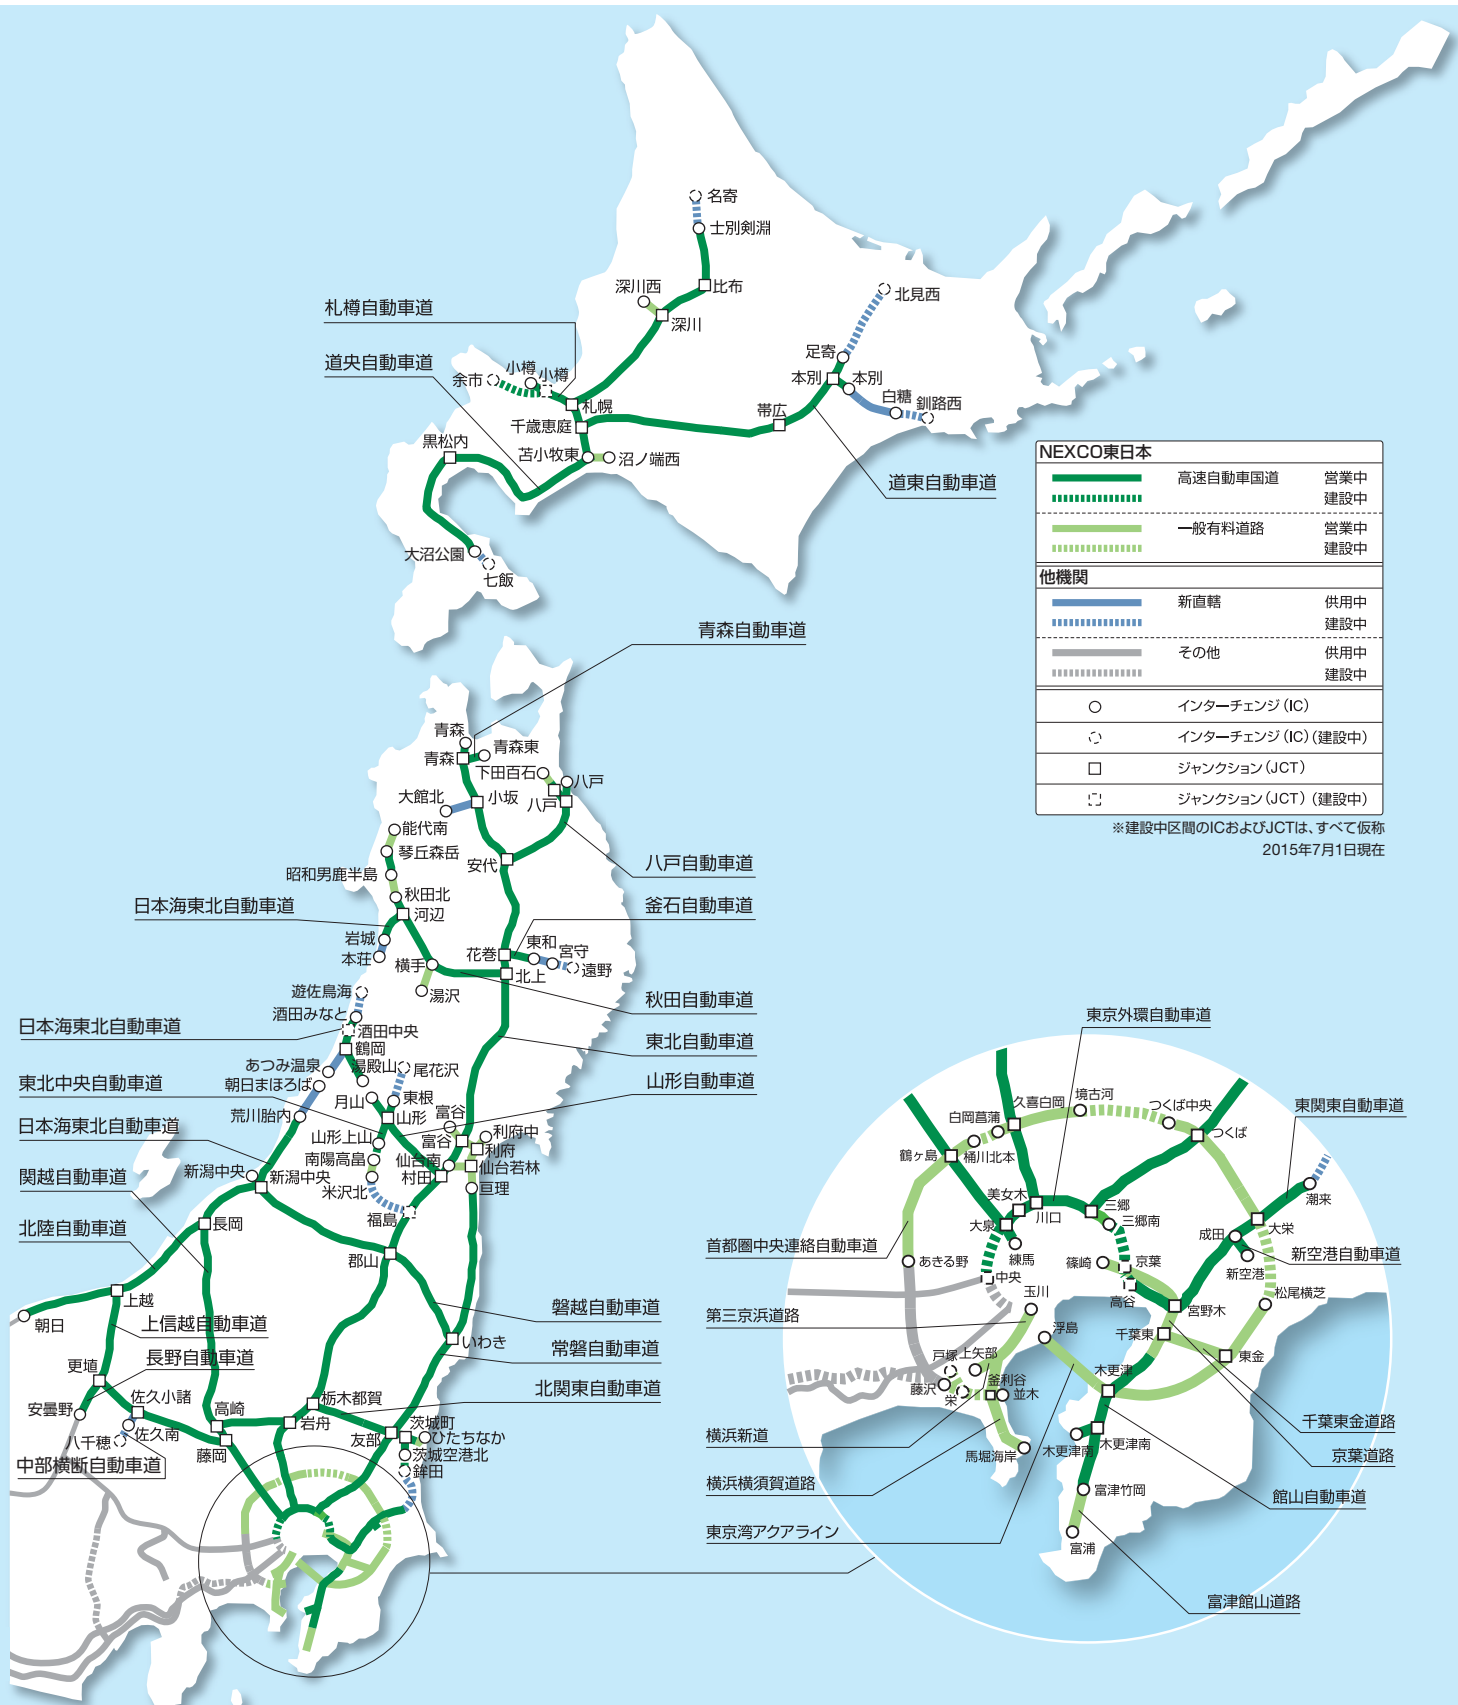 名寄
士別剣淵
深川西
比布
深川
北見西
札樽自動車道
道央自動車道
足寄
小樽
小樽
余市
本別
本別
白糠
釧路西
札幌
帯広
千歳恵庭
黒松内
苫小牧東
沼ノ端西
道東自動車道
大沼公園
七飯
NEXCO東日本
高速自動車国道 営業中
建設中
一般有料道路 営業中
建設中
他機関
新直轄 供用中
建設中
その他 供用中
建設中
インターチェンジ(IC)
インターチェンジ(IC)(建設中)
ジャンクション(JCT)
ジャンクション(JCT)(建設中)
※建設中区間のICおよびJCTは、すべて仮称
2015年7月1日現在
青森自動車道
青森
青森
青森東
下田百石
八戸
八戸
大館北
小坂
能代南
琴丘森岳
安代
八戸自動車道
昭和男鹿半島
秋田北
日本海東北自動車道
河辺
釜石自動車道
岩城
本荘
横手
花巻
東和
宮守
遠野
北上
湯沢
秋田自動車道
遊佐鳥海
酒田みなと
日本海東北自動車道
酒田中央
東北自動車道
鶴岡
あつみ温泉
湯殿山
尾花沢
東北中央自動車道
朝日まほろば
山形自動車道
月山
東根
荒川胎内
山形
富谷
日本海東北自動車道
山形上山
富谷
利府中
利府
南陽高畠
仙台南
仙台若林
新潟中央
新潟中央
関越自動車道
米沢北
村田
亘理
福島
北陸自動車道
長岡
郡山
上越
朝日
磐越自動車道
上信越自動車道
いわき
常磐自動車道
長野自動車道
更埴
北関東自動車道
佐久小諸
栃木都賀
安曇野
高崎
岩舟
茨城町
佐久南
八千穂
友部
ひたちなか
藤岡
茨城空港北
中部横断自動車道
鉾田
東京外環自動車道
久喜白岡
境古河
白岡菖蒲
つくば中央
東関東自動車道
つくば
鶴ヶ島
桶川北本
美女木
川口
三郷
潮来
大泉
三郷南
成田
大栄
首都圏中央連絡自動車道
練馬
あきる野
篠崎
京葉
新空港
新空港自動車道
中央
高谷
松尾横芝
玉川
宮野木
第三京浜道路
浮島
千葉東
戸塚
上矢部
木更津
東金
藤沢
釜利谷
栄
並木
千葉東金道路
横浜新道
木更津南
木更津南
馬堀海岸
京葉道路
横浜横須賀道路
富津竹岡
館山自動車道
東京湾アクアライン
富浦
富津館山道路